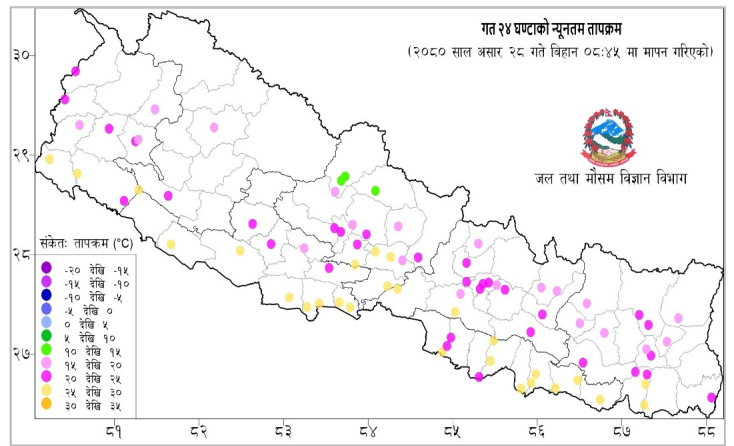 गत २४ घण्टाको न्यूनतम तापक्रम
(२०८० साल असार २८ गते बिहान ०८:४५ मा मापन गरिएको)
जल तथा मौसम विज्ञान विभाग
३०
२९
२८
२७
संकेत: तापक्रम (°C)
-२० देखि -१५
-१५ देखि -१०
-१० देखि -५
-५ देखि ०
० देखि ५
५ देखि १०
१० देखि १५
१५ देखि २०
२० देखि २५
२५ देखि ३०
३० देखि ३५
८१ ८२ ८३ ८४ ८५ ८६ ८७ ८८